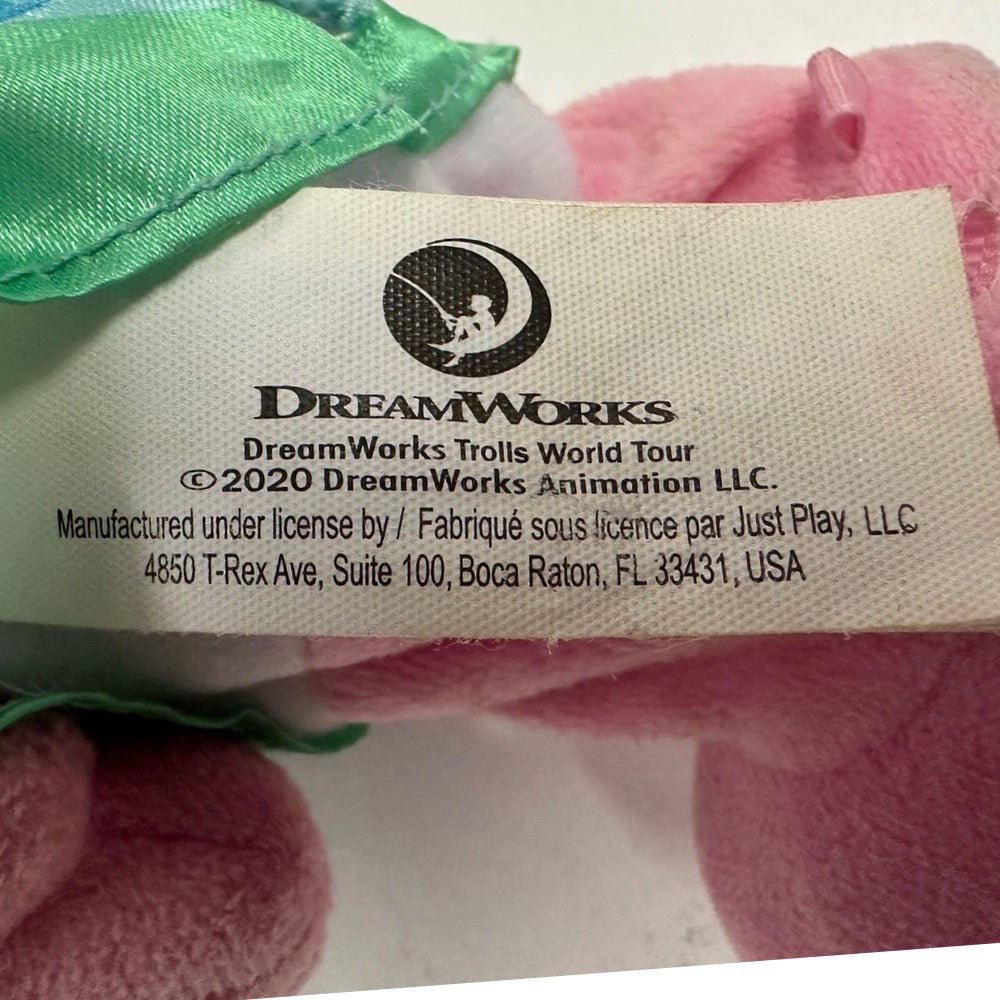 DREAMWORKS
DreamWorks Trolls World Tour
©2020 DreamWorks Animation LLC.
Manufactured under license by / Fabriqué sous licence par Just Play, LLC
4850 T-Rex Ave, Suite 100, Boca Raton, FL 33431, USA